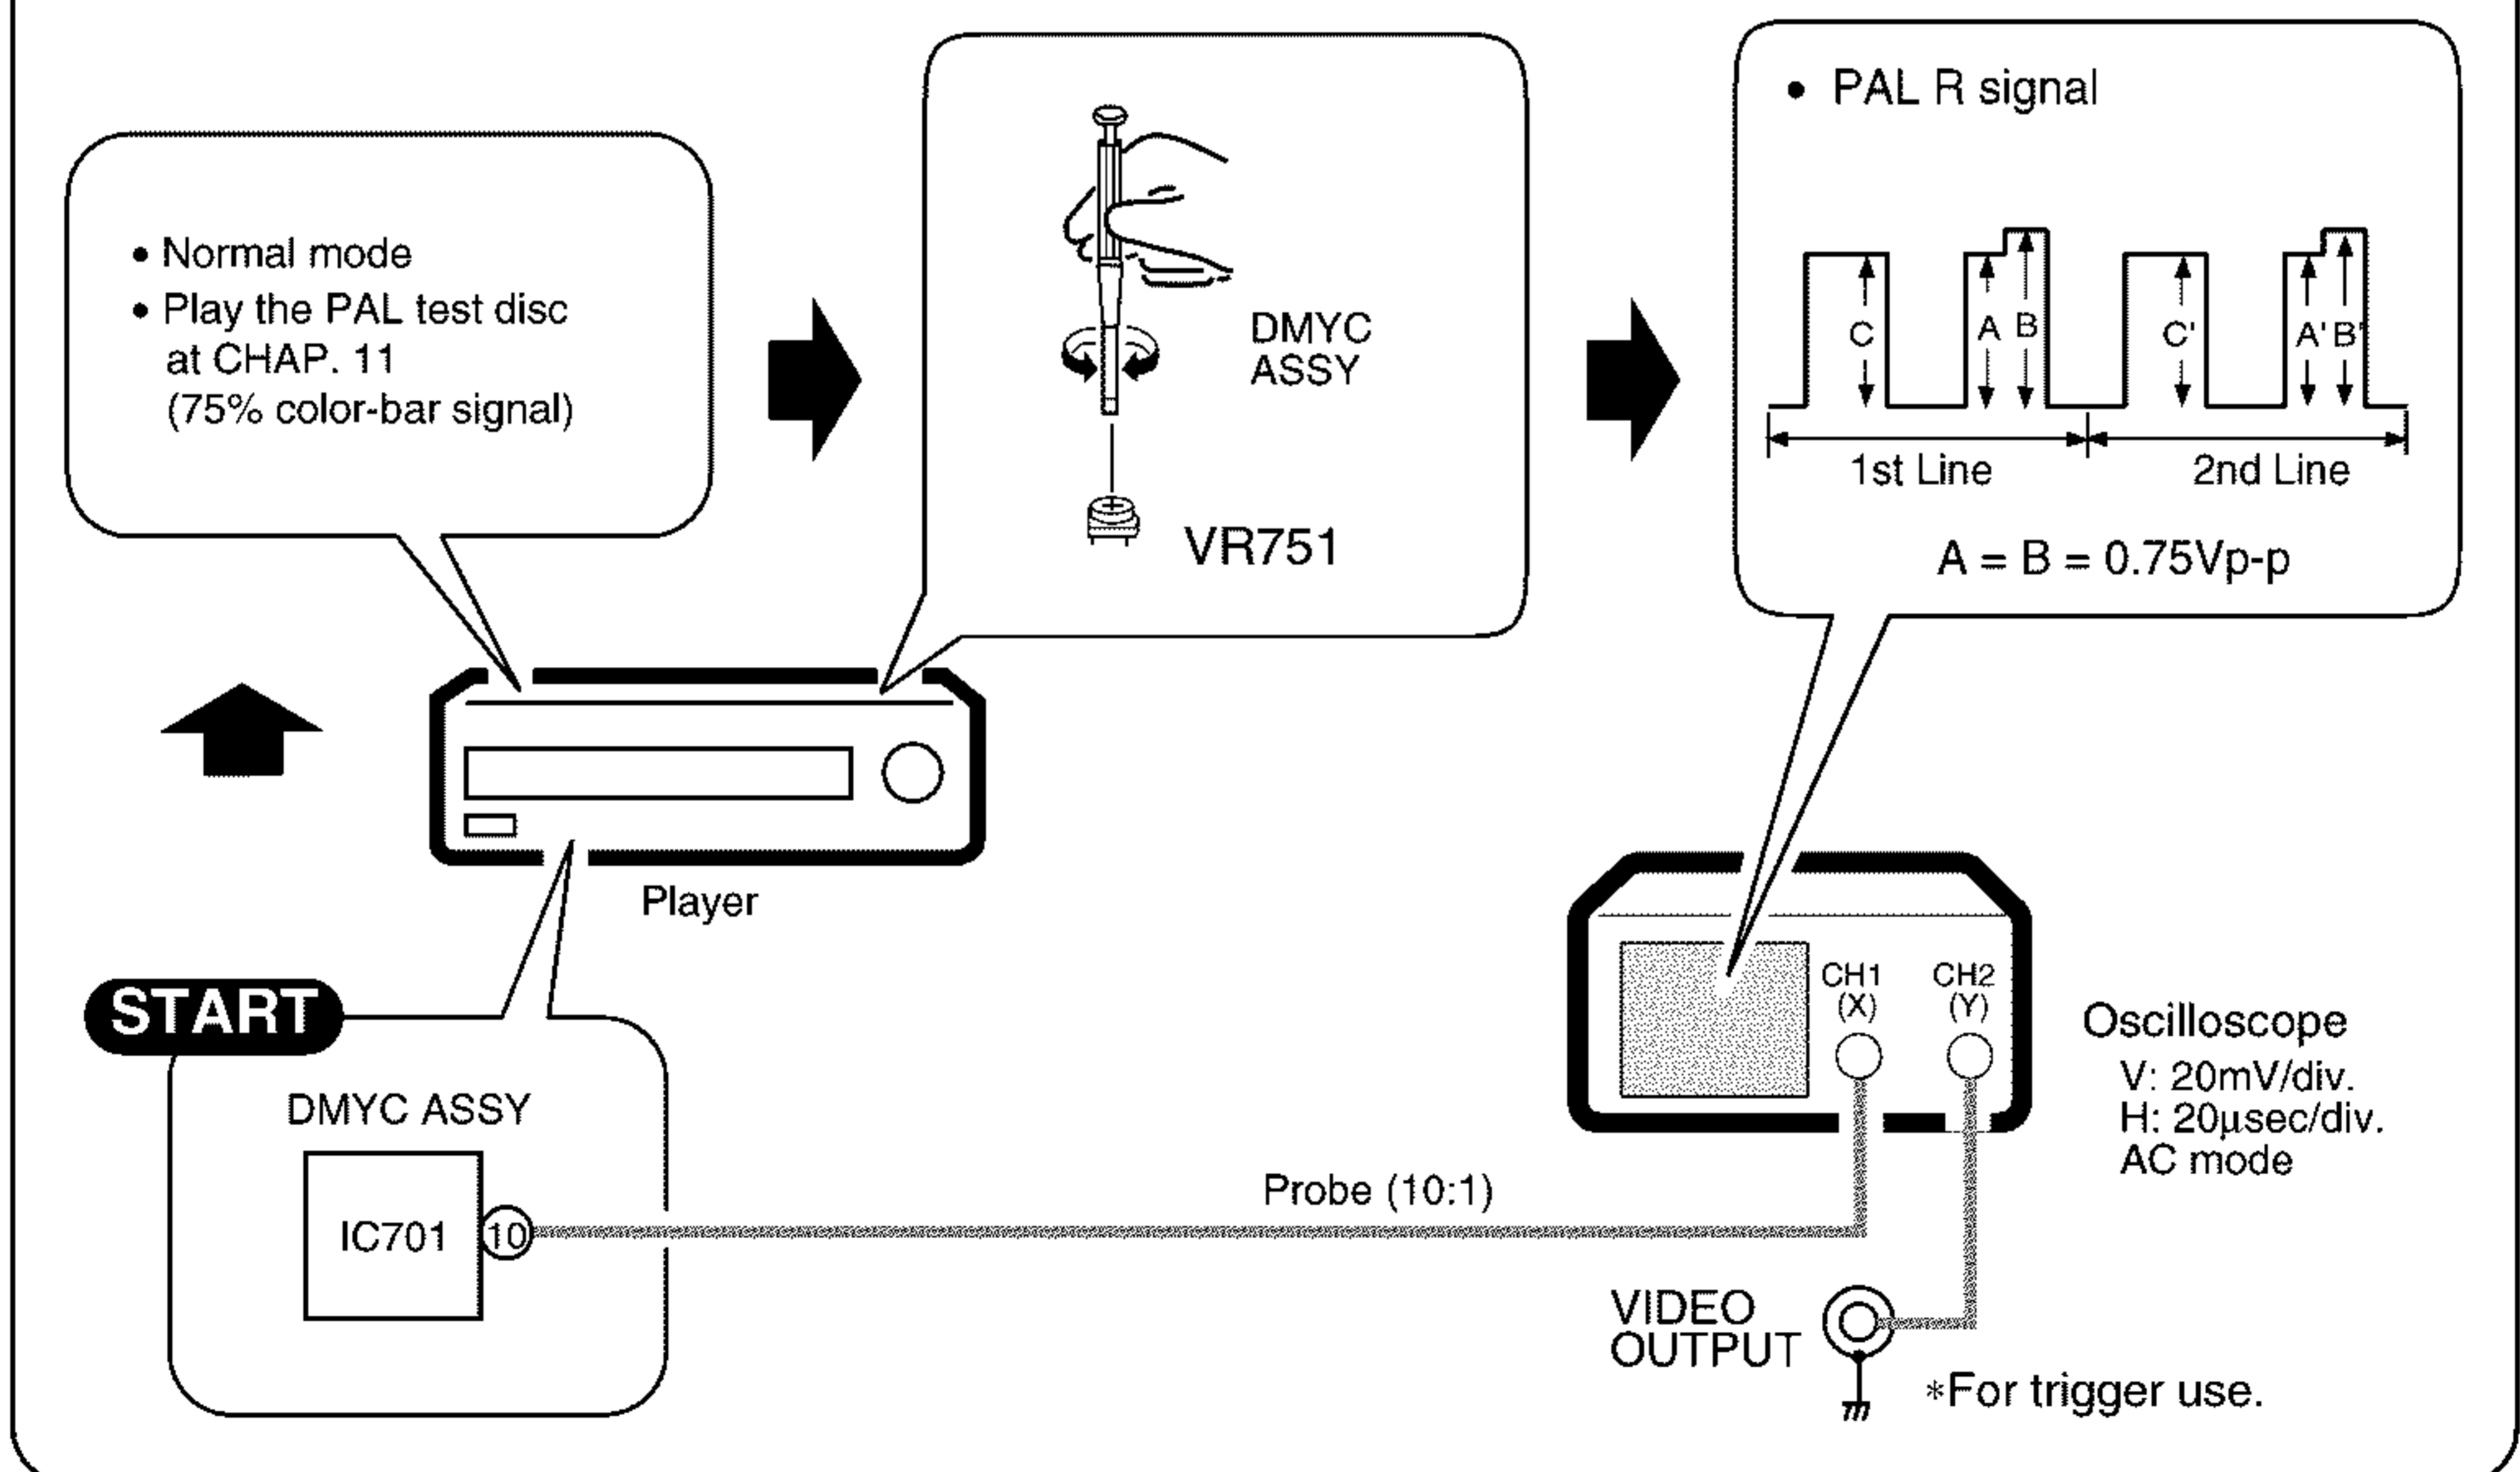 • Normal mode
• Play the PAL test disc
at CHAP. 11
(75% color-bar signal)
DMYC
ASSY
VR751
• PAL R signal
C
A
B
C'
A'
B'
1st Line
2nd Line
A = B = 0.75Vp-p
Player
START
DMYC ASSY
IC701
10
Probe (10:1)
CH1
(X)
CH2
(Y)
Oscilloscope
V: 20mV/div.
H: 20μsec/div.
AC mode
VIDEO
OUTPUT
*For trigger use.